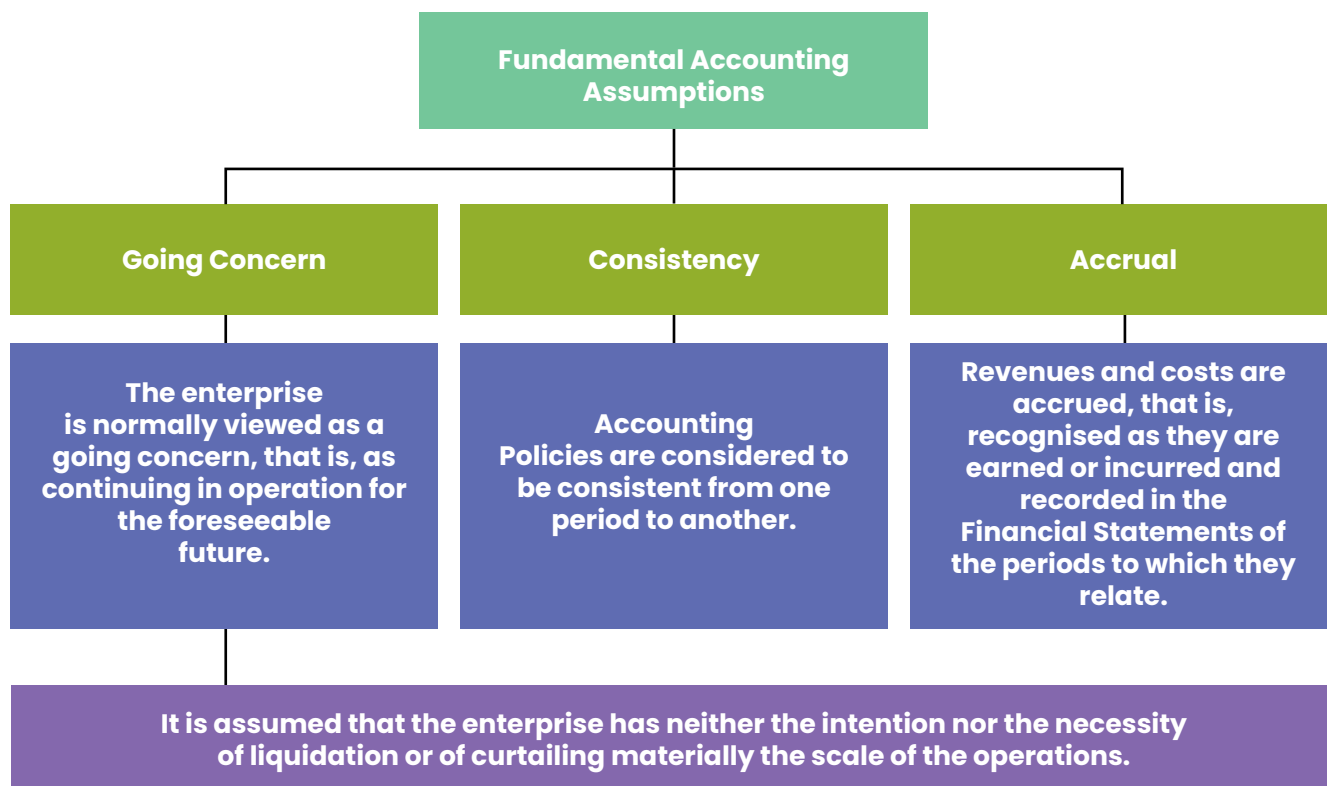 Fundamental Accounting
Assumptions
Going Concern
Consistency
Accrual
The enterprise
is normally viewed as a
going concern, that is, as
continuing in operation for
the foreseeable
future.
Accounting
Policies are considered to
be consistent from one
period to another.
Revenues and costs are
accrued, that is,
recognised as they are
earned or incurred and
recorded in the
Financial Statements of
the periods to which they
relate.
It is assumed that the enterprise has neither the intention nor the necessity
of liquidation or of curtailing materially the scale of the operations.